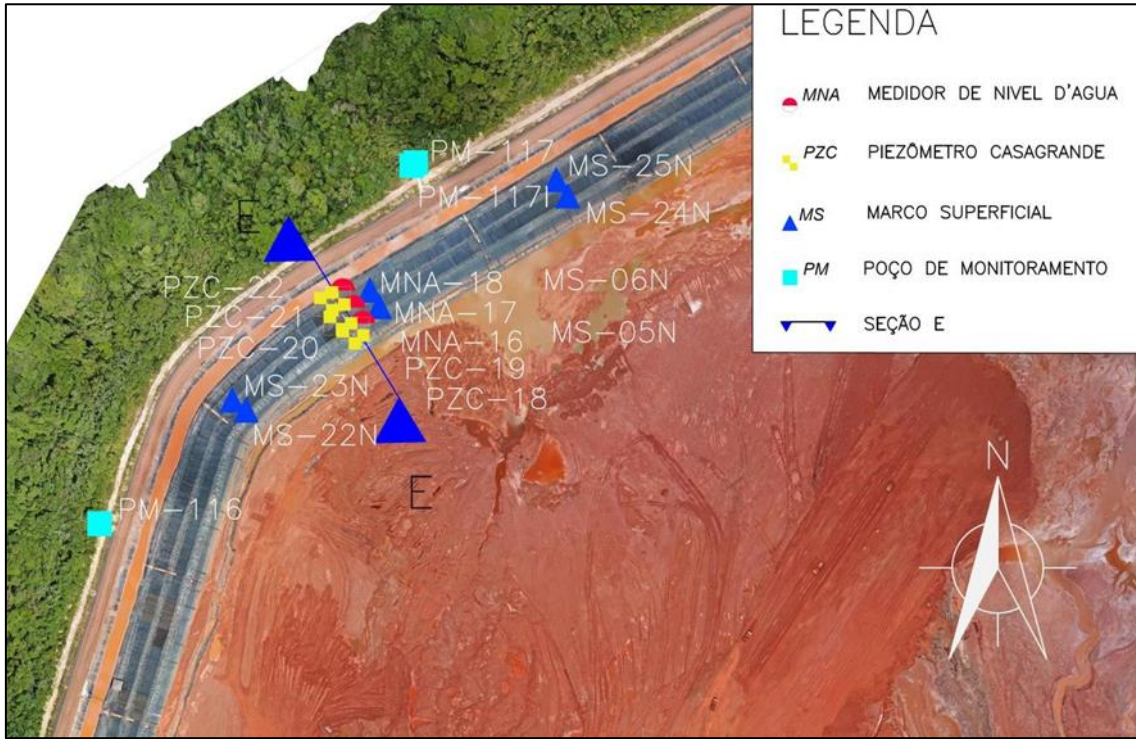 LEGENDA
MNA MEDIDOR DE NIVEL D'AGUA
PZC PIEZÔMETRO CASAGRANDE
MS MARCO SUPERFICIAL
PM POÇO DE MONITORAMENTO
SEÇÃO E
PM-117
PM-117I
MS-25N
MS-24N
E
PZC-22
MNA-18
MS-06N
PZC-21
MNA-17
MS-05N
PZC-20
MNA-16
PZC-19
MS-23N
PZC-18
MS-22N
E
PM-116
N